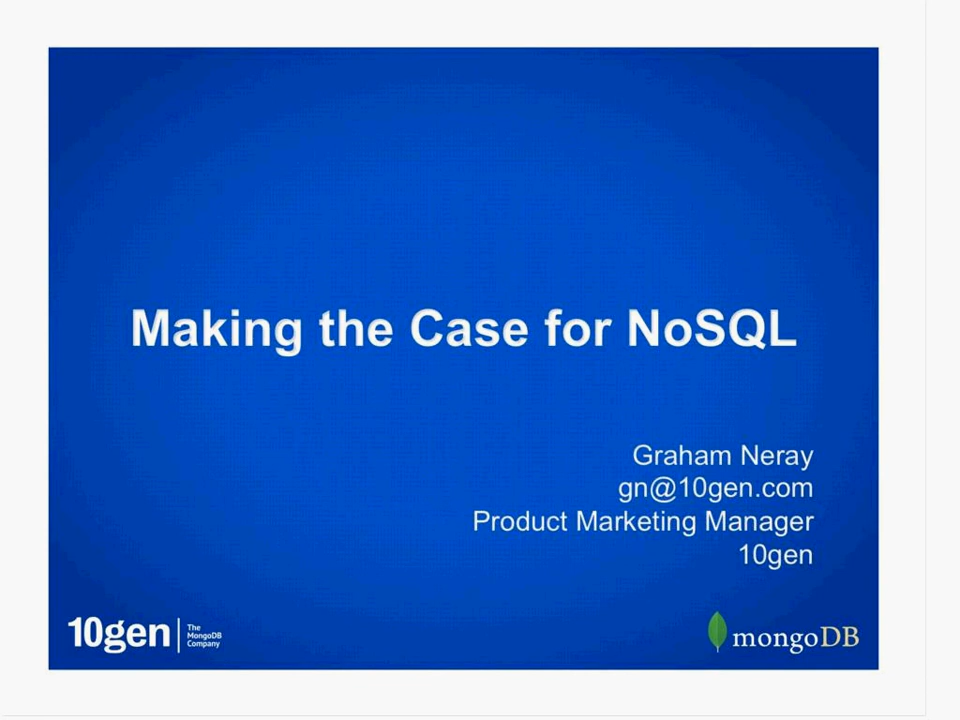 Making the Case for NoSQL
Graham Neray
gn@10gen.com
Product Marketing Manager
10gen
10gen
The
MongoDB
Company
mongoDB